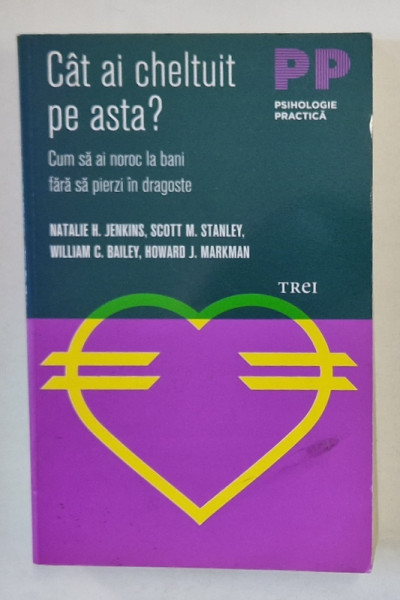 Cât ai cheltuit
pe asta?
PP
PSIHOLOGIE
PRACTICĂ
Cum să ai noroc la bani
fără să pierzi în dragoste
NATALIE H. JENKINS, SCOTT M. STANLEY,
WILLIAM C. BAILEY, HOWARD J. MARKMAN
TREI